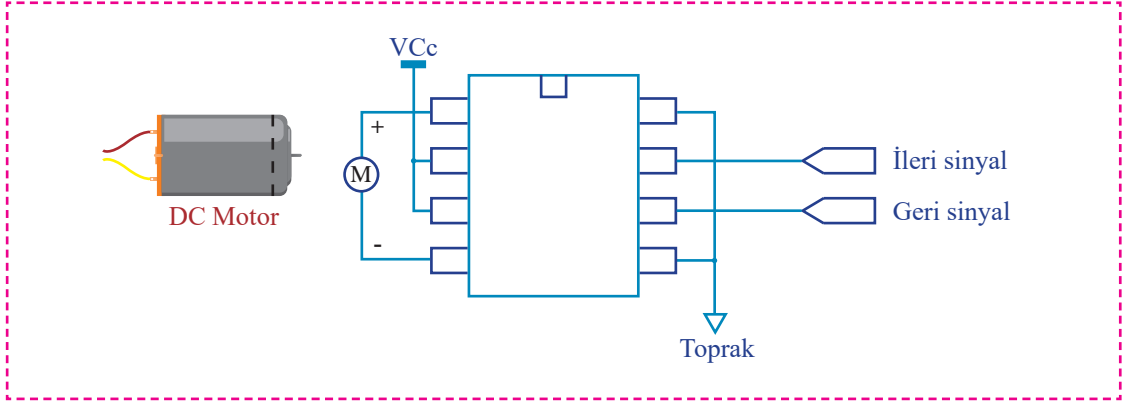 VCc
+
M
-
DC Motor
İleri sinyal
Geri sinyal
Toprak